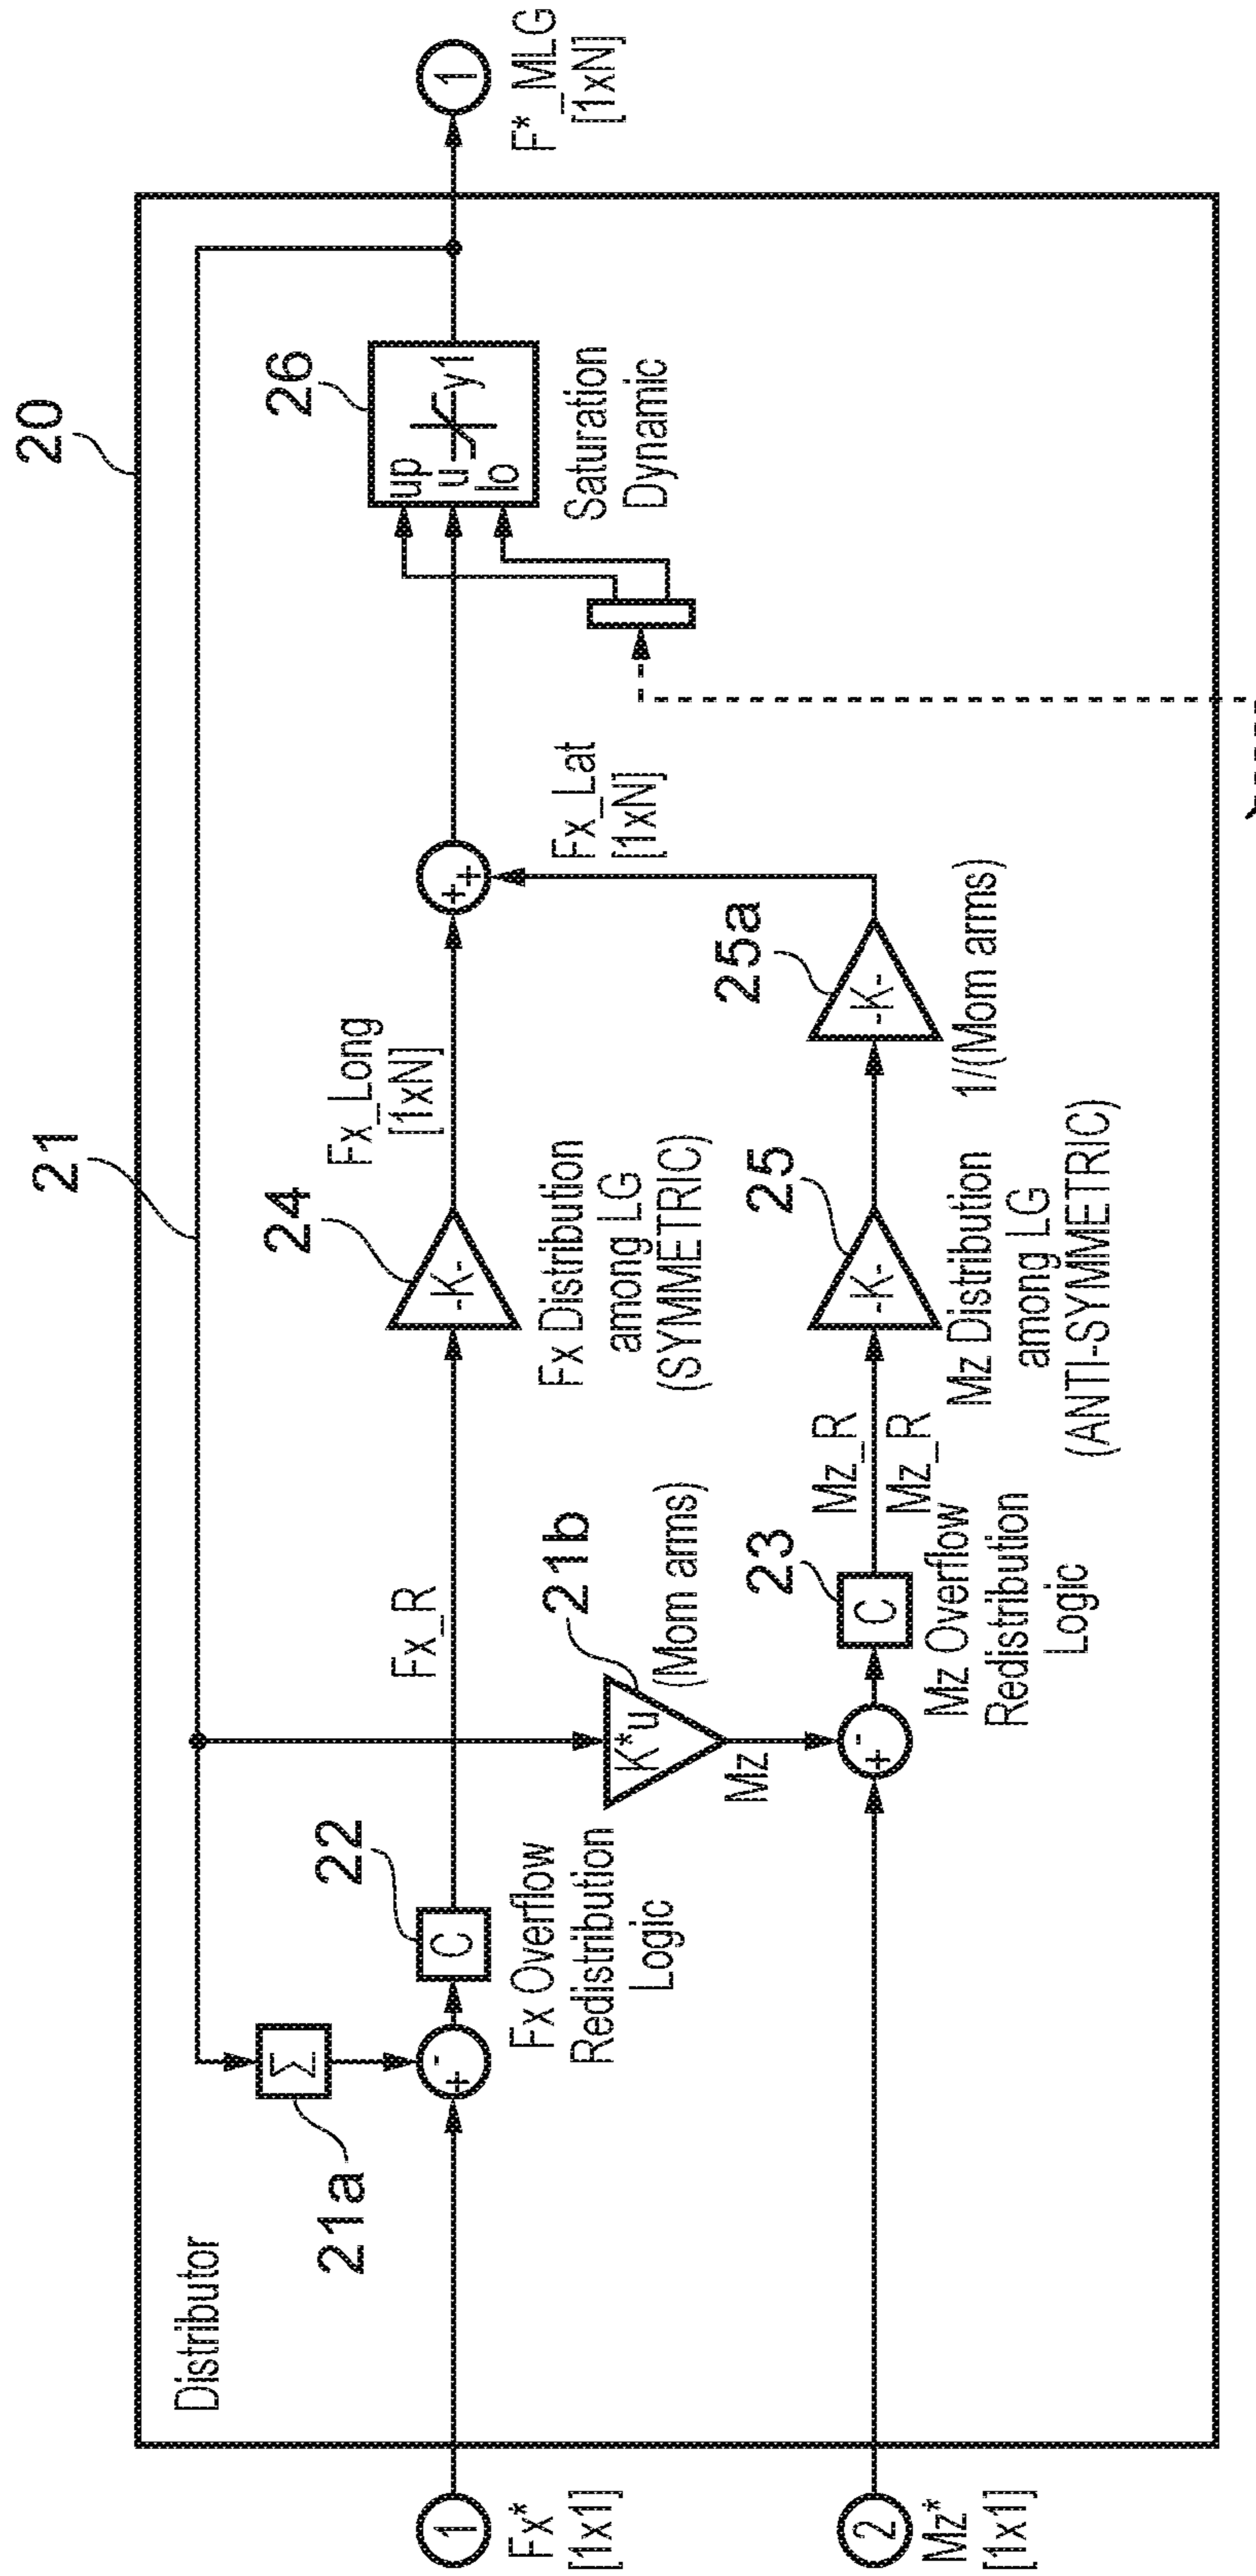 20
21
Distributor
21a
Σ
22
C
Fx Overflow
Redistribution
Logic
Fx_R
24
-K-
Fx_Long
[1xN]
Fx Distribution
among LG
(SYMMETRIC)
26
up
u
lo
y1
Saturation
Dynamic
1
F*_MLG
[1xN]
1
Fx*
[1x1]
+
-
+
+
21b
K*u
(Mom arms)
Mz
Fx_Lat
[1xN]
2
Mz*
[1x1]
+
-
23
C
Mz Overflow
Redistribution
Logic
Mz_R
Mz_R
25
-K-
Mz Distribution
among LG
(ANTI-SYMMETRIC)
25a
-K-
1/(Mom arms)